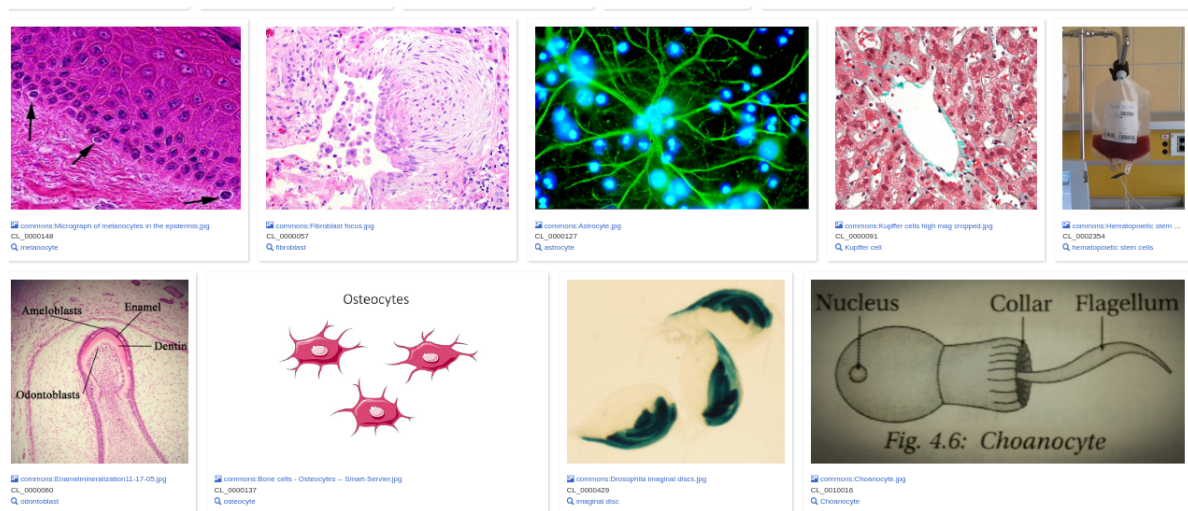 commons:Micrograph of melanocytes in the epidermis.jpg
CL_0000148
melanocyte
commons:Fibroblast focus.jpg
CL_0000057
fibroblast
commons:Astrocyte.jpg
CL_0000127
astrocyte
commons:Kupffer cells high mag cropped.jpg
CL_0000091
Kupffer cell
commons:Hematopoietic stem ...
CL_0002354
hematopoietic stem cells
Ameloblasts
Enamel
Dentin
Odontoblasts
commons:Enamelmineralization11-17-05.jpg
CL_0000060
odontoblast
Osteocytes
commons:Bone cells - Osteocytes -- Smart-Servier.jpg
CL_0000137
osteocyte
commons:Drosophila imaginal discs.jpg
CL_0000429
imaginal disc
Nucleus
Collar
Flagellum
Fig. 4.6: Choanocyte
commons:Choanocyte.jpg
CL_0010016
Choanocyte